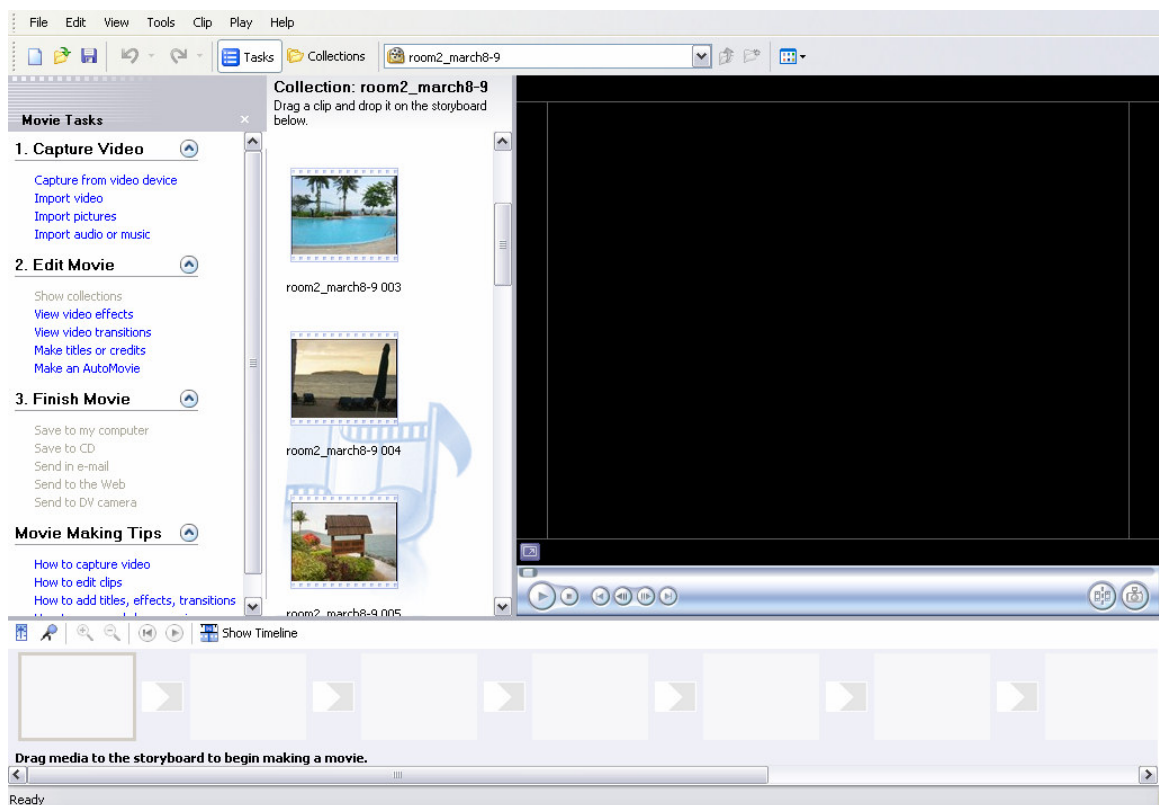 File Edit View Tools Clip Play Help
Tasks Collections room2_march8-9
Movie Tasks
1. Capture Video
Capture from video device
Import video
Import pictures
Import audio or music
2. Edit Movie
Show collections
View video effects
View video transitions
Make titles or credits
Make an AutoMovie
3. Finish Movie
Save to my computer
Save to CD
Send in e-mail
Send to the Web
Send to DV camera
Movie Making Tips
How to capture video
How to edit clips
How to add titles, effects, transitions
Collection: room2_march8-9
Drag a clip and drop it on the storyboard
below.
room2_march8-9 003
room2_march8-9 004
room2_march8-9 005
Show Timeline
Drag media to the storyboard to begin making a movie.
Ready